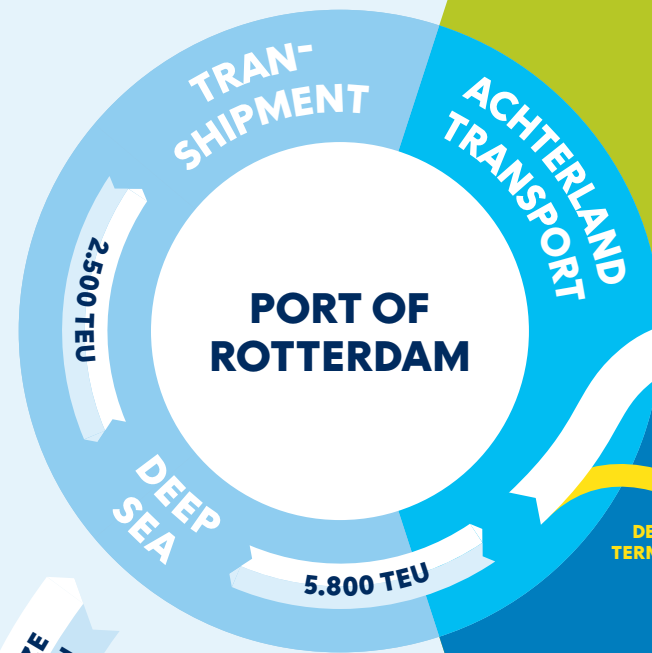 TRAN-
SHIPMENT
ACHTERLAND
TRANSPORT
2.500 TEU
PORT OF
ROTTERDAM
DEEP
SEA
5.800 TEU